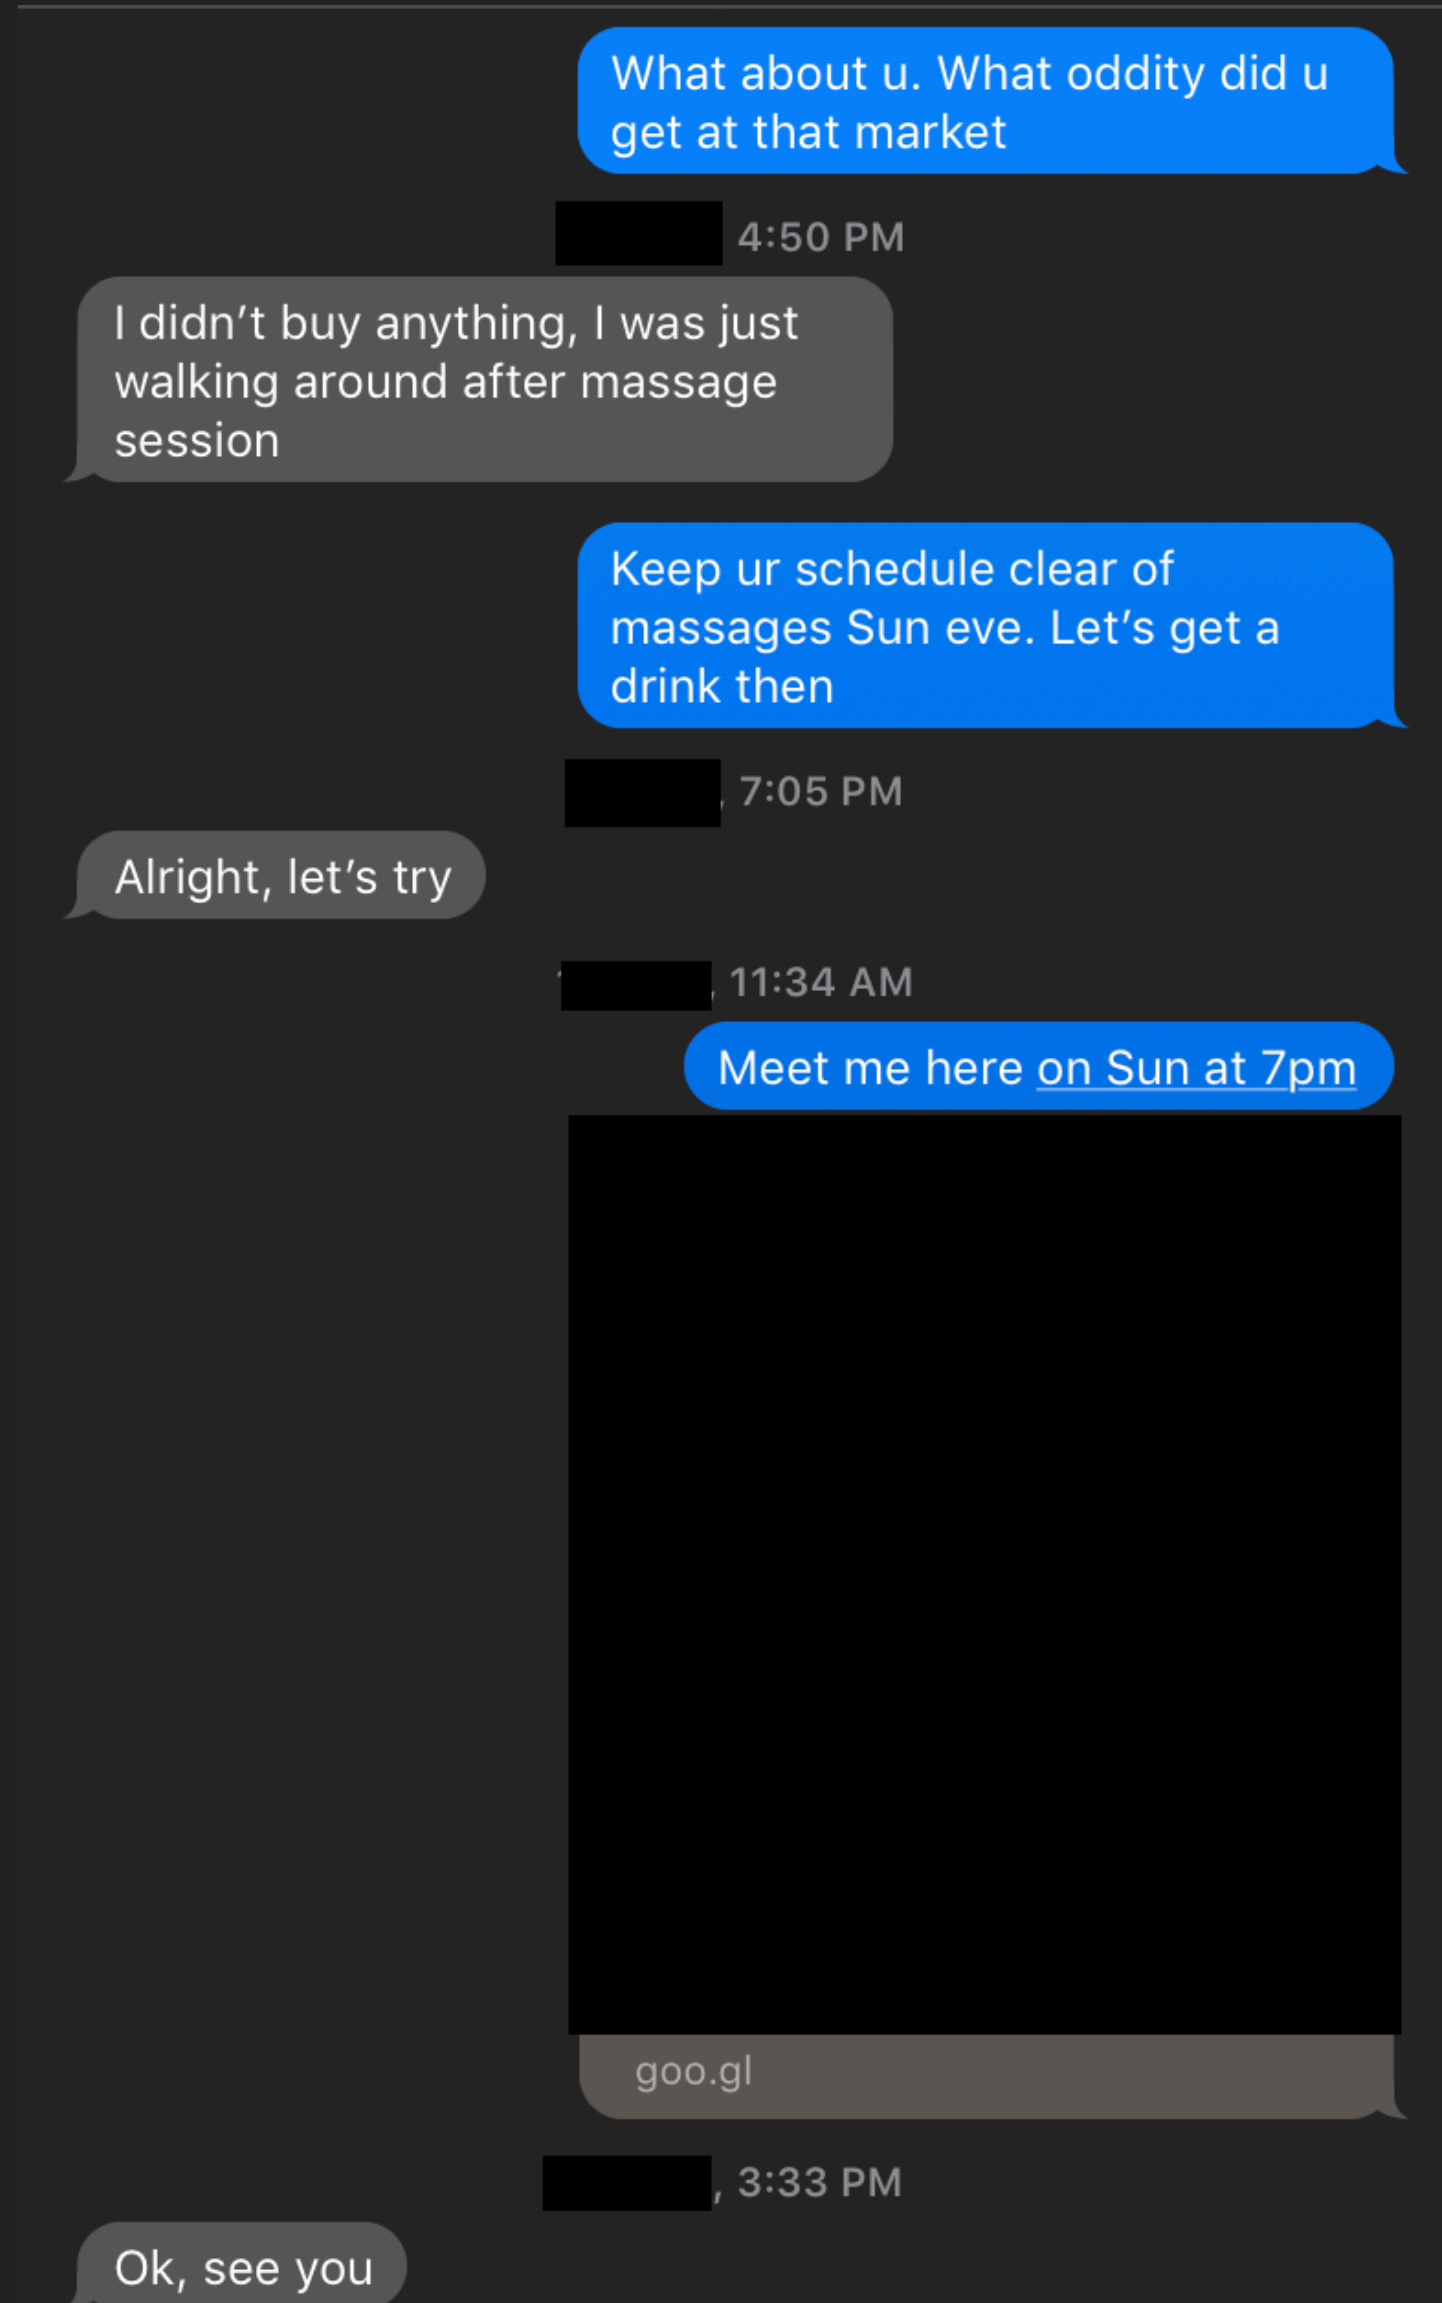 What about u. What oddity did u
get at that market
4:50 PM
I didn’t buy anything, I was just
walking around after massage
session
Keep ur schedule clear of
massages Sun eve. Let’s get a
drink then
, 7:05 PM
Alright, let’s try
, 11:34 AM
Meet me here on Sun at 7pm
goo.gl
, 3:33 PM
Ok, see you